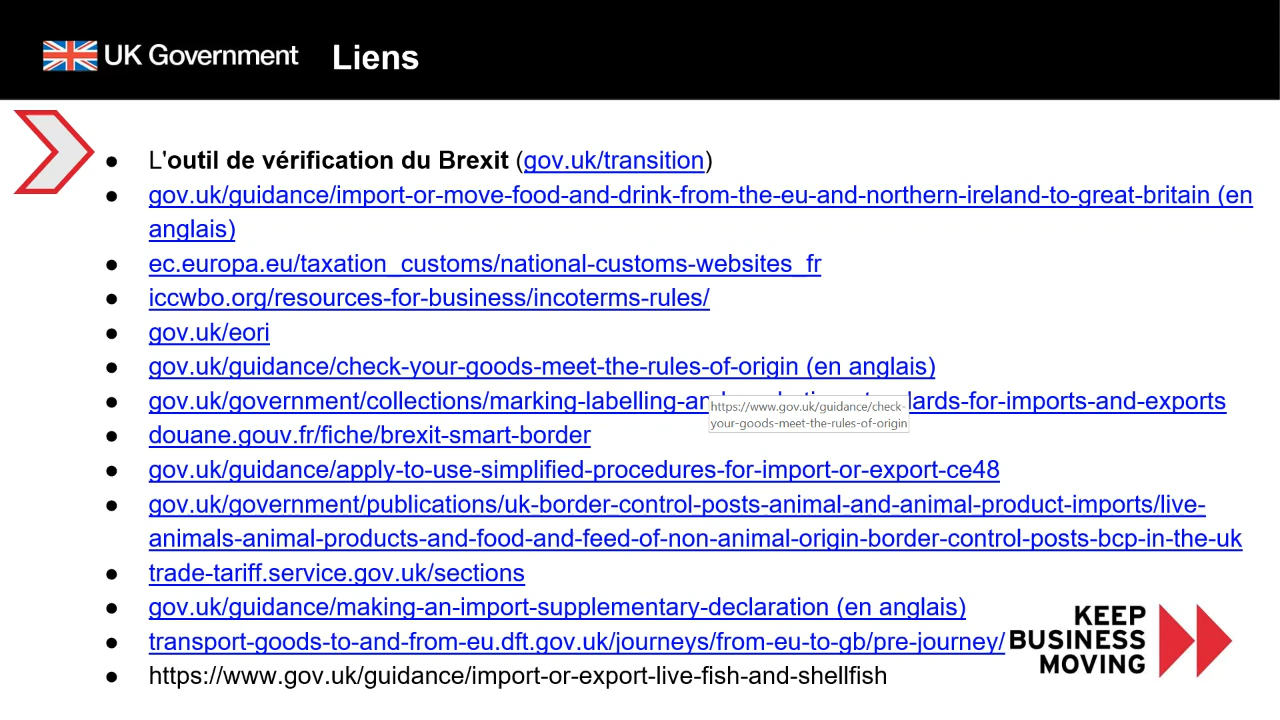 UK Government Liens
● L'outil de vérification du Brexit (gov.uk/transition)
● gov.uk/guidance/import-or-move-food-and-drink-from-the-eu-and-northern-ireland-to-great-britain (en
anglais)
● ec.europa.eu/taxation_customs/national-customs-websites_fr
● iccwbo.org/resources-for-business/incoterms-rules/
● gov.uk/eori
● gov.uk/guidance/check-your-goods-meet-the-rules-of-origin (en anglais)
● gov.uk/government/collections/marking-labelling-an dards-for-imports-and-exports
https://www.gov.uk/guidance/check-
your-goods-meet-the-rules-of-origin
● douane.gouv.fr/fiche/brexit-smart-border
● gov.uk/guidance/apply-to-use-simplified-procedures-for-import-or-export-ce48
● gov.uk/government/publications/uk-border-control-posts-animal-and-animal-product-imports/live-
animals-animal-products-and-food-and-feed-of-non-animal-origin-border-control-posts-bcp-in-the-uk
● trade-tariff.service.gov.uk/sections
● gov.uk/guidance/making-an-import-supplementary-declaration (en anglais)
● transport-goods-to-and-from-eu.dft.gov.uk/journeys/from-eu-to-gb/pre-journey/
● https://www.gov.uk/guidance/import-or-export-live-fish-and-shellfish
KEEP
BUSINESS
MOVING